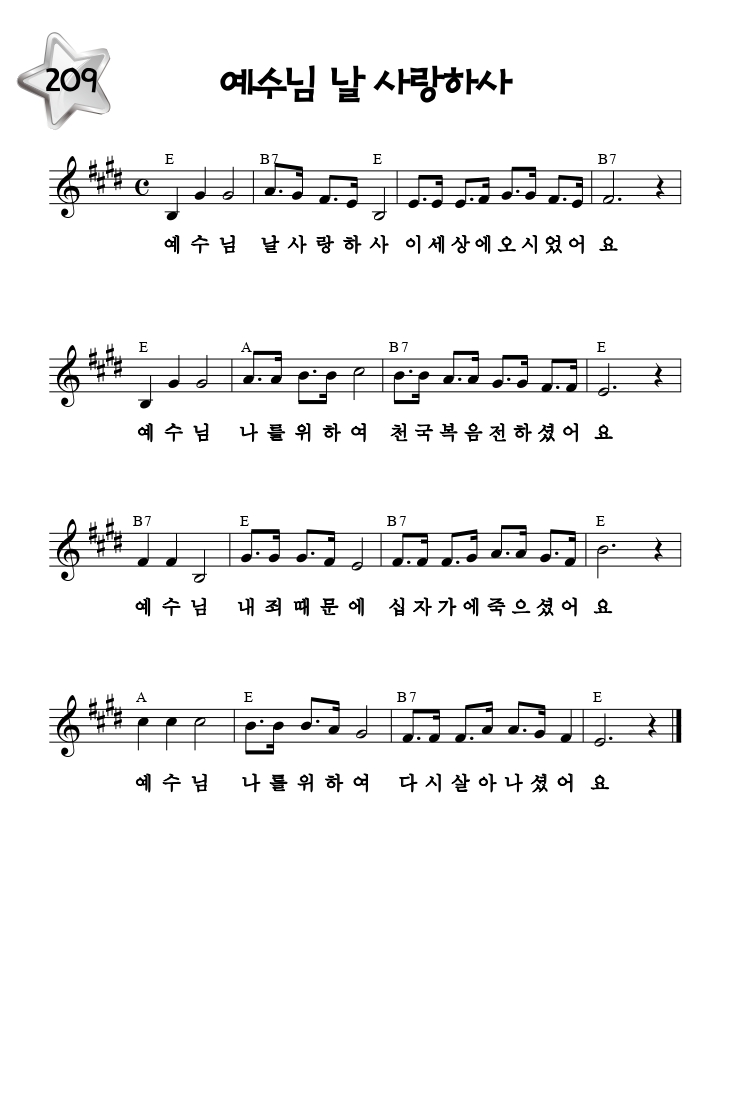 209
예수님 날 사랑하사
E B7 E B7
예 수 님 날 사 랑 하 사 이 세 상 에 오 시 었 어 요
E A B7 E
예 수 님 나 를 위 하 여 천 국 복 음 전 하 셨 어 요
B7 E B7 E
예 수 님 내 죄 때 문 에 십 자 가 에 죽 으 셨 어 요
A E B7 E
예 수 님 나 를 위 하 여 다 시 살 아 나 셨 어 요